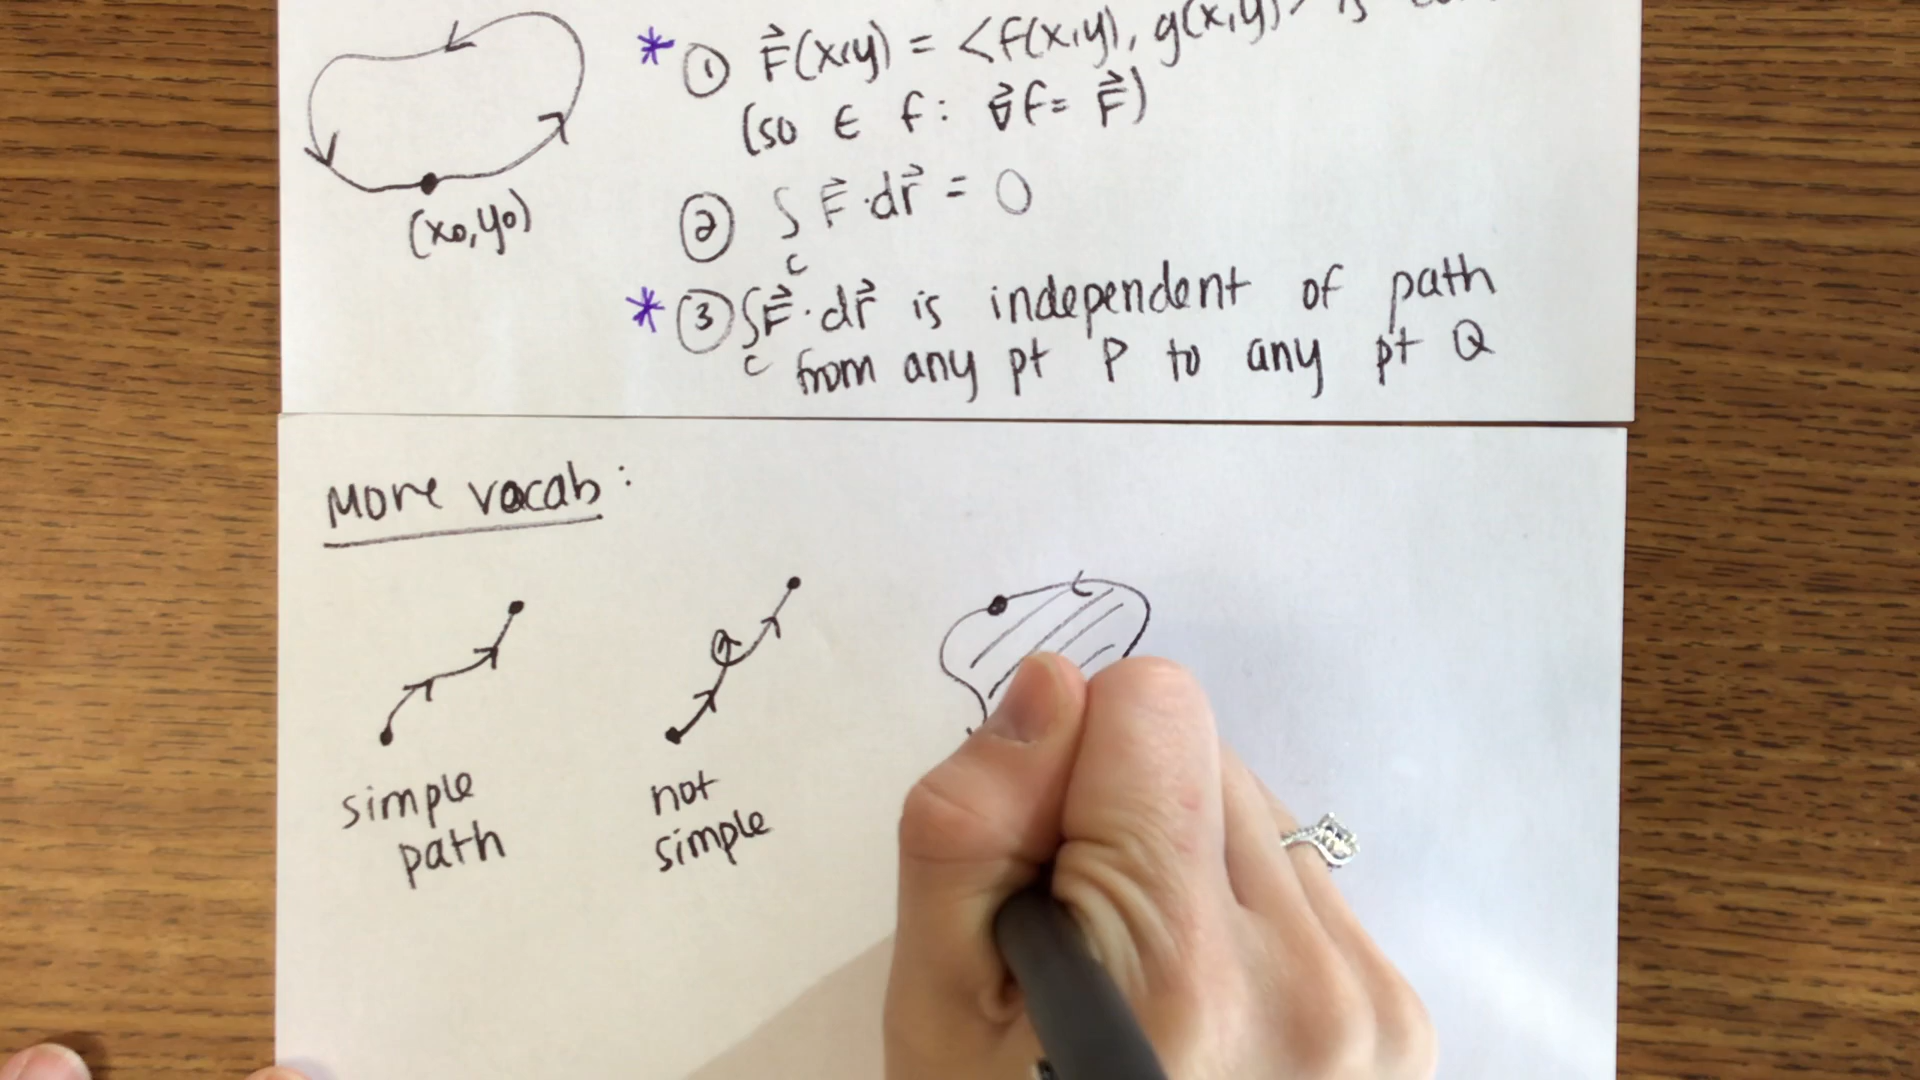 * ① F⃗(x,y) = <f(x,y), g(x,y)> is
(so ∈ f: ∇⃗f = F⃗)
(x₀,y₀)
② ∫ F⃗·dr⃗ = 0
c
* ③ ∫F⃗·dr⃗ is independent of path
c from any pt P to any pt Q
More vocab:
simple
path
not
simple